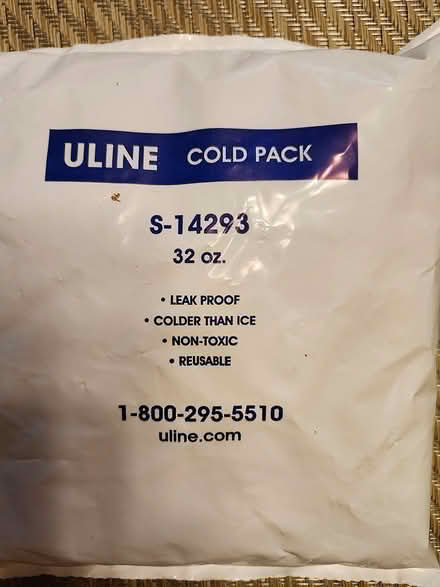 ULINE COLD PACK
S-14293
32 oz.
• LEAK PROOF
• COLDER THAN ICE
• NON-TOXIC
• REUSABLE
1-800-295-5510
uline.com